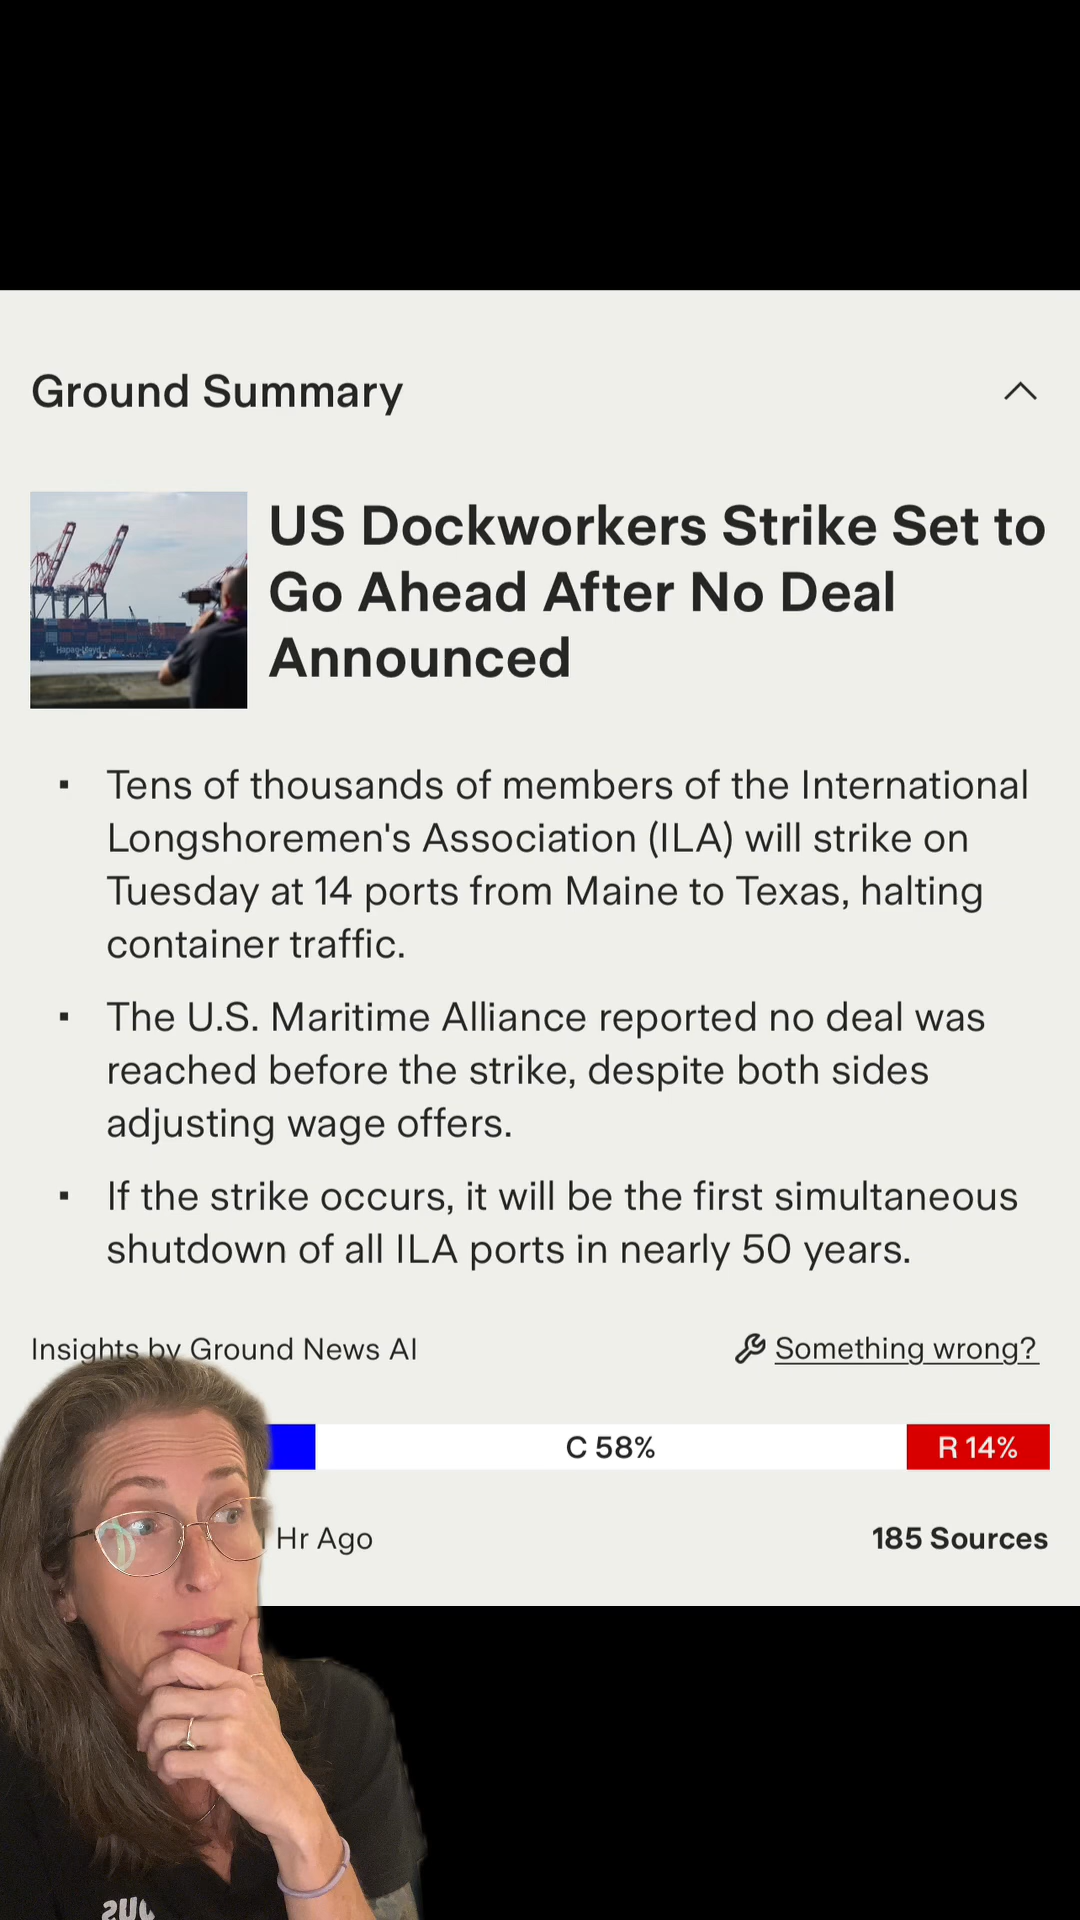 Ground Summary
US Dockworkers Strike Set to
Go Ahead After No Deal
Announced
▪ Tens of thousands of members of the International
Longshoremen's Association (ILA) will strike on
Tuesday at 14 ports from Maine to Texas, halting
container traffic.
▪ The U.S. Maritime Alliance reported no deal was
reached before the strike, despite both sides
adjusting wage offers.
▪ If the strike occurs, it will be the first simultaneous
shutdown of all ILA ports in nearly 50 years.
Insights by Ground News AI
Something wrong?
C 58%
R 14%
Hr Ago
185 Sources